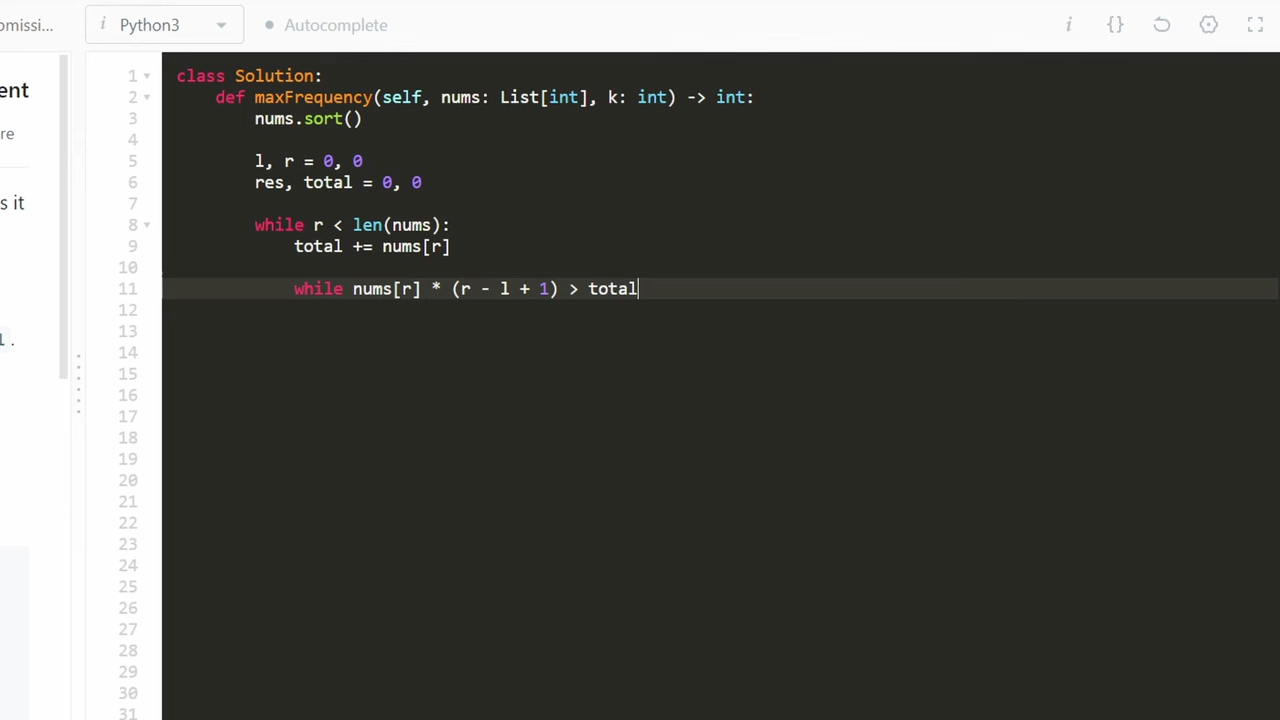 omissi...
i Python3
Autocomplete
i {}
ent
re
s it
.
1 class Solution:
2 def maxFrequency(self, nums: List[int], k: int) -> int:
3 nums.sort()
4
5 l, r = 0, 0
6 res, total = 0, 0
7
8 while r < len(nums):
9 total += nums[r]
10
11 while nums[r] * (r - l + 1) > total
12
13
14
15
16
17
18
19
20
21
22
23
24
25
26
27
28
29
30
31